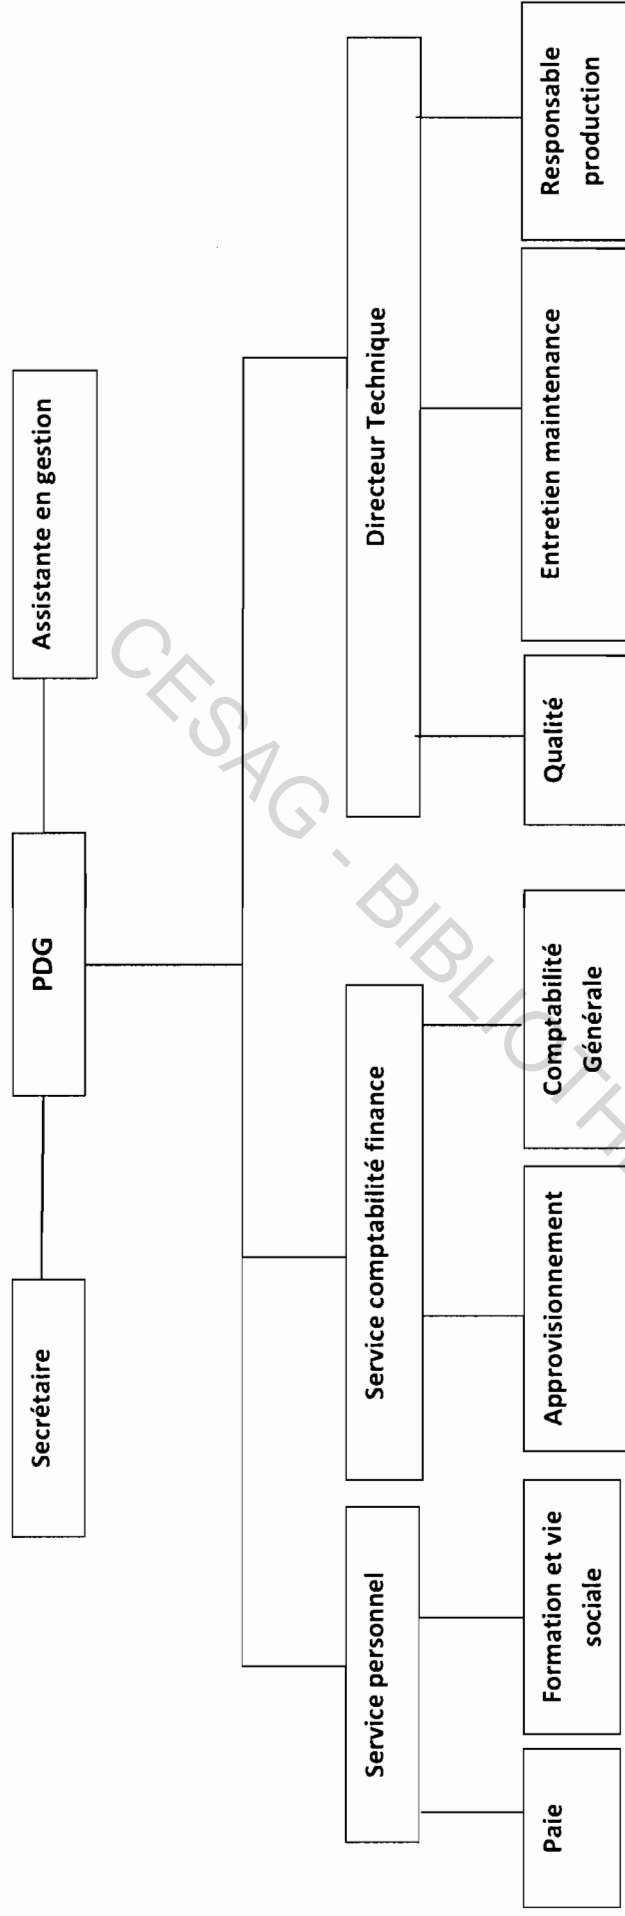 Secrétaire
PDG
Assistante en gestion
Service personnel
Service comptabilité finance
Directeur Technique
Paie
Formation et vie
sociale
Approvisionnement
Comptabilité
Générale
Qualité
Entretien maintenance
Responsable
production
CESAG - BIBLIOTH